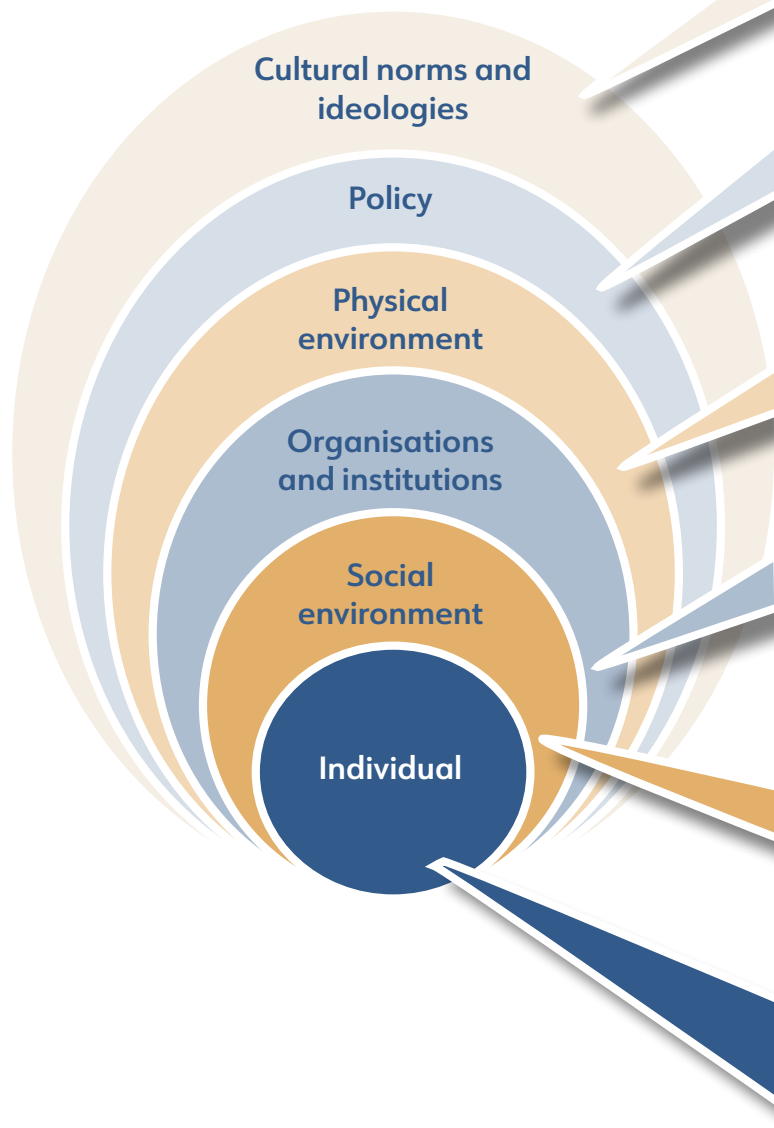 Cultural norms and
ideologies
Policy
Physical
environment
Organisations
and institutions
Social
environment
Individual